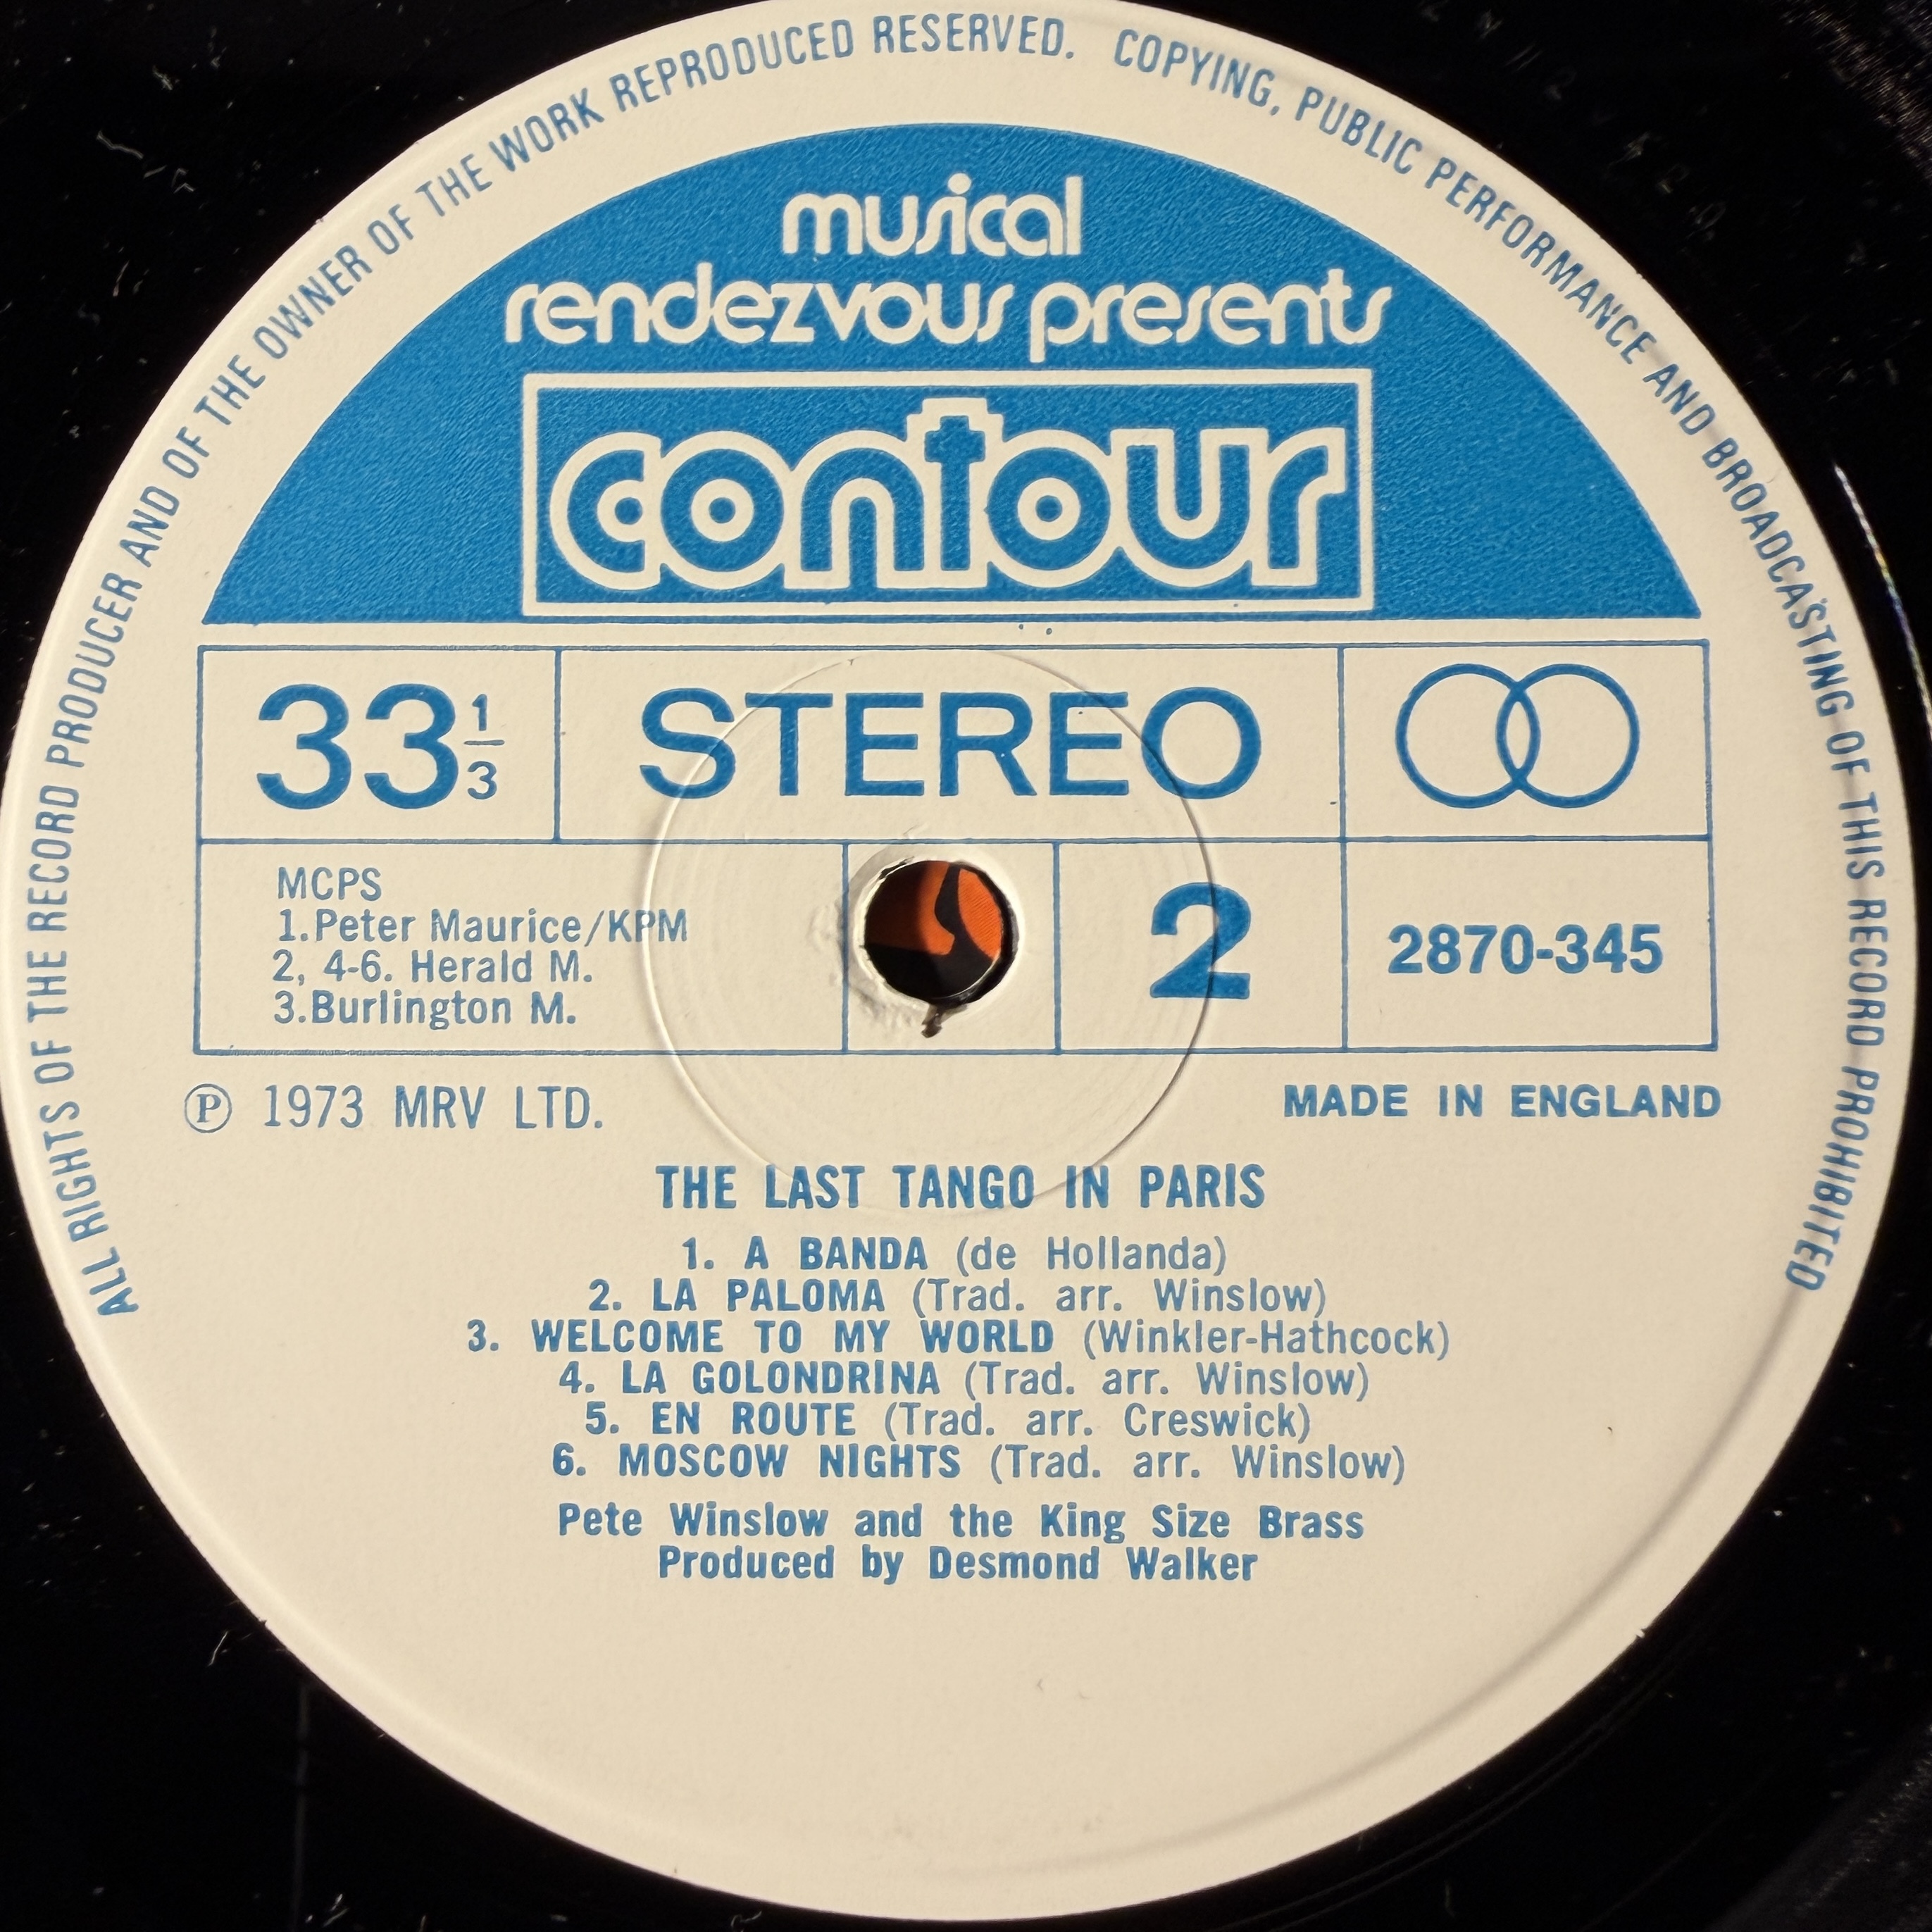 ALL RIGHTS OF THE RECORD PRODUCER AND OF THE OWNER OF THE WORK REPRODUCED RESERVED. COPYING, PUBLIC PERFORMANCE AND BROADCASTING OF THIS RECORD PROHIBITED
musical
rendezvous presents
contour
33 1/3 STEREO
MCPS
1.Peter Maurice/KPM
2, 4-6. Herald M.
3.Burlington M.
2
2870-345
℗ 1973 MRV LTD.
MADE IN ENGLAND
THE LAST TANGO IN PARIS
1. A BANDA (de Hollanda)
2. LA PALOMA (Trad. arr. Winslow)
3. WELCOME TO MY WORLD (Winkler-Hathcock)
4. LA GOLONDRINA (Trad. arr. Winslow)
5. EN ROUTE (Trad. arr. Creswick)
6. MOSCOW NIGHTS (Trad. arr. Winslow)
Pete Winslow and the King Size Brass
Produced by Desmond Walker